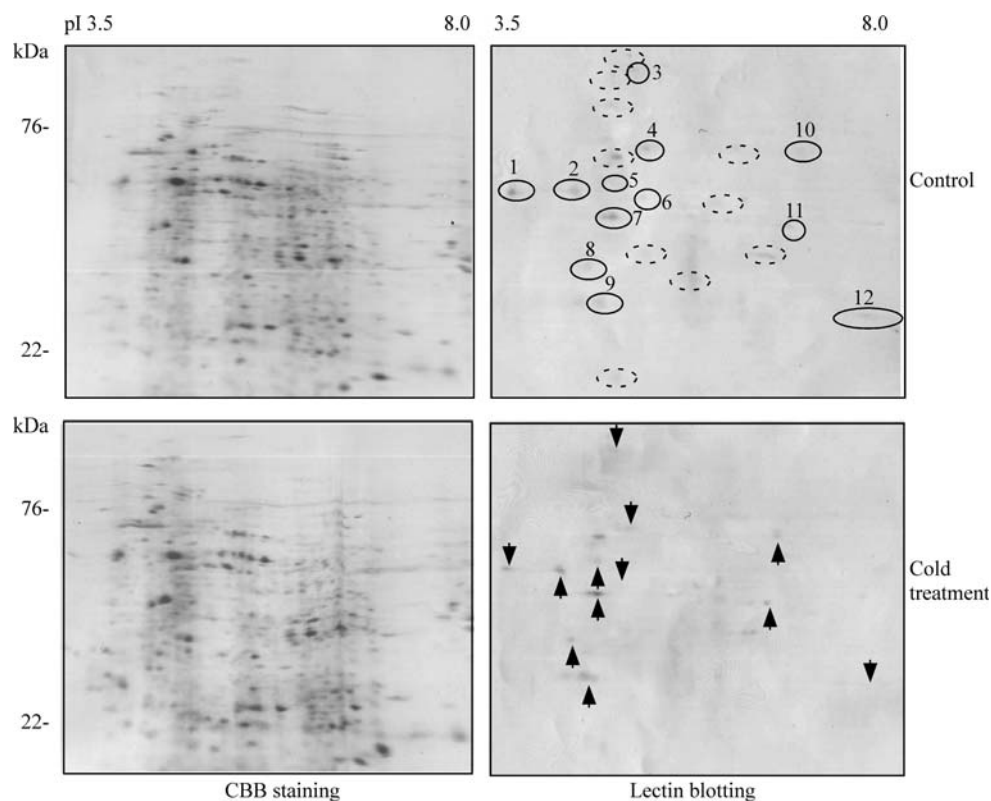 pI 3.5 8.0 3.5 8.0
kDa
76-
22-
3
4
10
1 2
5
6
7
11
8
9
12
Control
kDa
76-
22-
Cold
treatment
CBB staining Lectin blotting